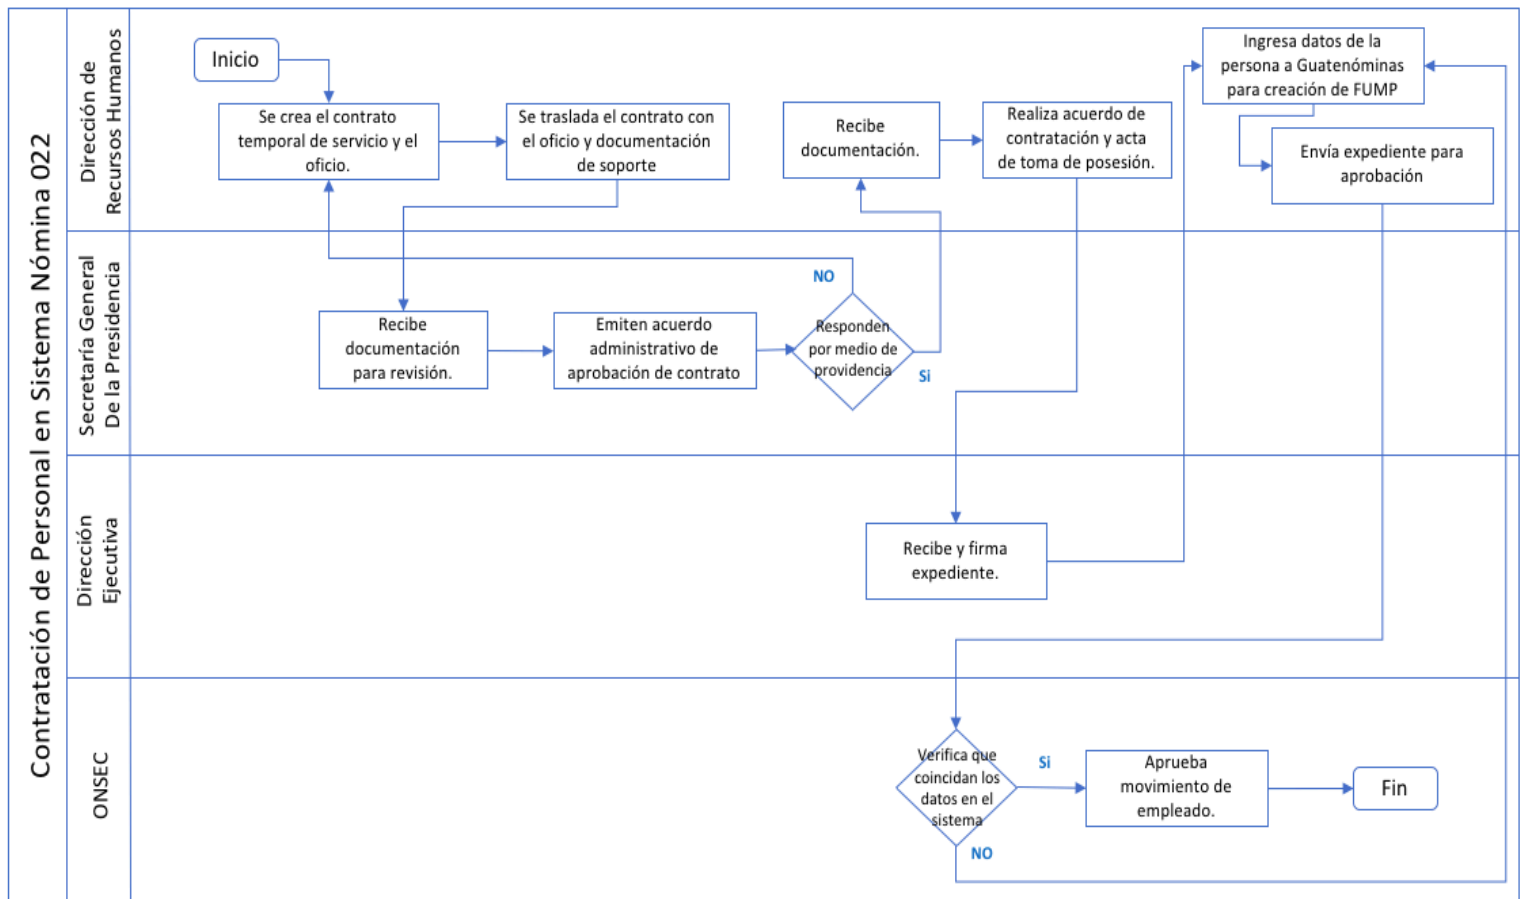 Contratación de Personal en Sistema Nómina 022
Dirección de
Recursos Humanos
Inicio
Se crea el contrato
temporal de servicio y el
oficio.
Se traslada el contrato con
el oficio y documentación
de soporte
Recibe
documentación.
Realiza acuerdo de
contratación y acta
de toma de posesión.
Ingresa datos de la
persona a Guatenóminas
para creación de FUMP
Envía expediente para
aprobación
Secretaría General
De la Presidencia
Recibe
documentación
para revisión.
Emiten acuerdo
administrativo de
aprobación de contrato
NO
Responden
por medio de
providencia
Si
Dirección
Ejecutiva
Recibe y firma
expediente.
ONSEC
Verifica que
coincidan los
datos en el
sistema
Si
NO
Aprueba
movimiento de
empleado.
Fin